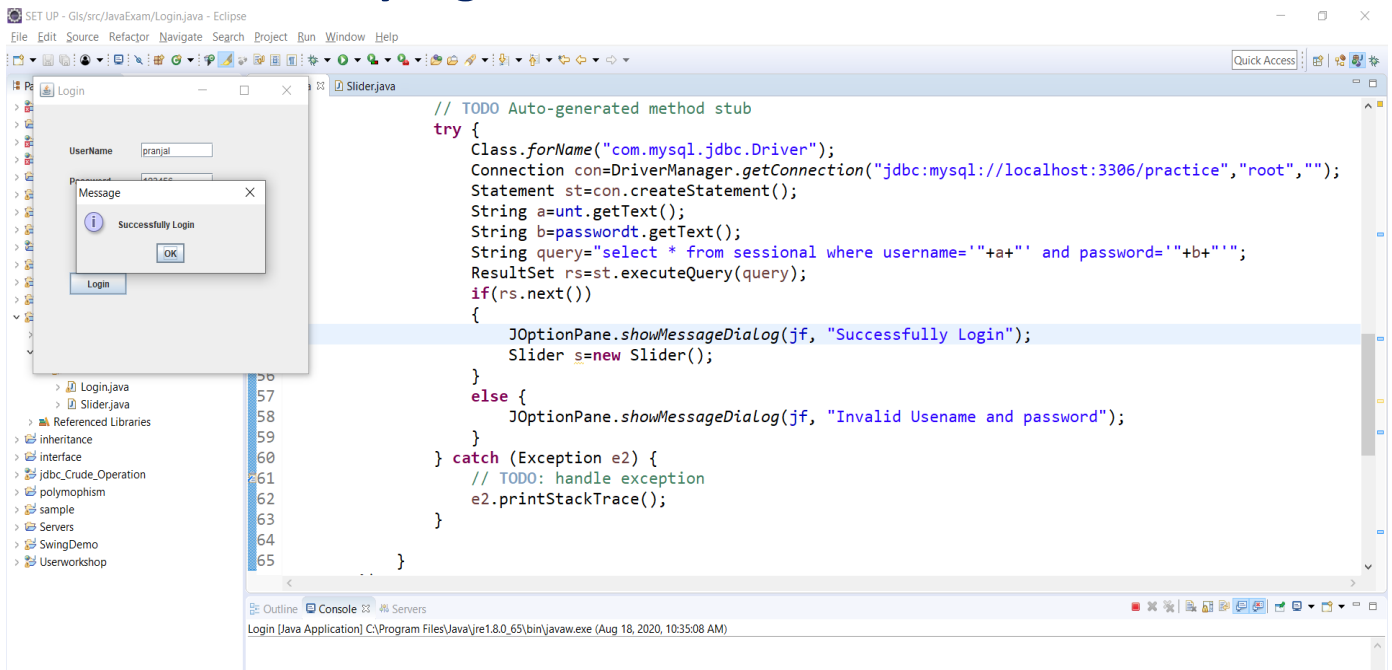 SET UP - Gls/src/JavaExam/Login.java - Eclipse
File Edit Source Refactor Navigate Search Project Run Window Help
Quick Access
Slider.java
Login
UserName pranjal
Message
Successfully Login
OK
Login
Login.java
Slider.java
Referenced Libraries
inheritance
interface
jdbc_Crude_Operation
polymophism
sample
Servers
SwingDemo
Userworkshop
// TODO Auto-generated method stub
try {
Class.forName("com.mysql.jdbc.Driver");
Connection con=DriverManager.getConnection("jdbc:mysql://localhost:3306/practice","root","");
Statement st=con.createStatement();
String a=unt.getText();
String b=passwordt.getText();
String query="select * from sessional where username='"+a+"' and password='"+b+"'";
ResultSet rs=st.executeQuery(query);
if(rs.next())
{
JOptionPane.showMessageDialog(jf, "Successfully Login");
Slider s=new Slider();
56 }
57 else {
58 JOptionPane.showMessageDialog(jf, "Invalid Usename and password");
59 }
60 } catch (Exception e2) {
61 // TODO: handle exception
62 e2.printStackTrace();
63 }
64
65 }
Outline Console Servers
Login [Java Application] C:\Program Files\Java\jre1.8.0_65\bin\javaw.exe (Aug 18, 2020, 10:35:08 AM)